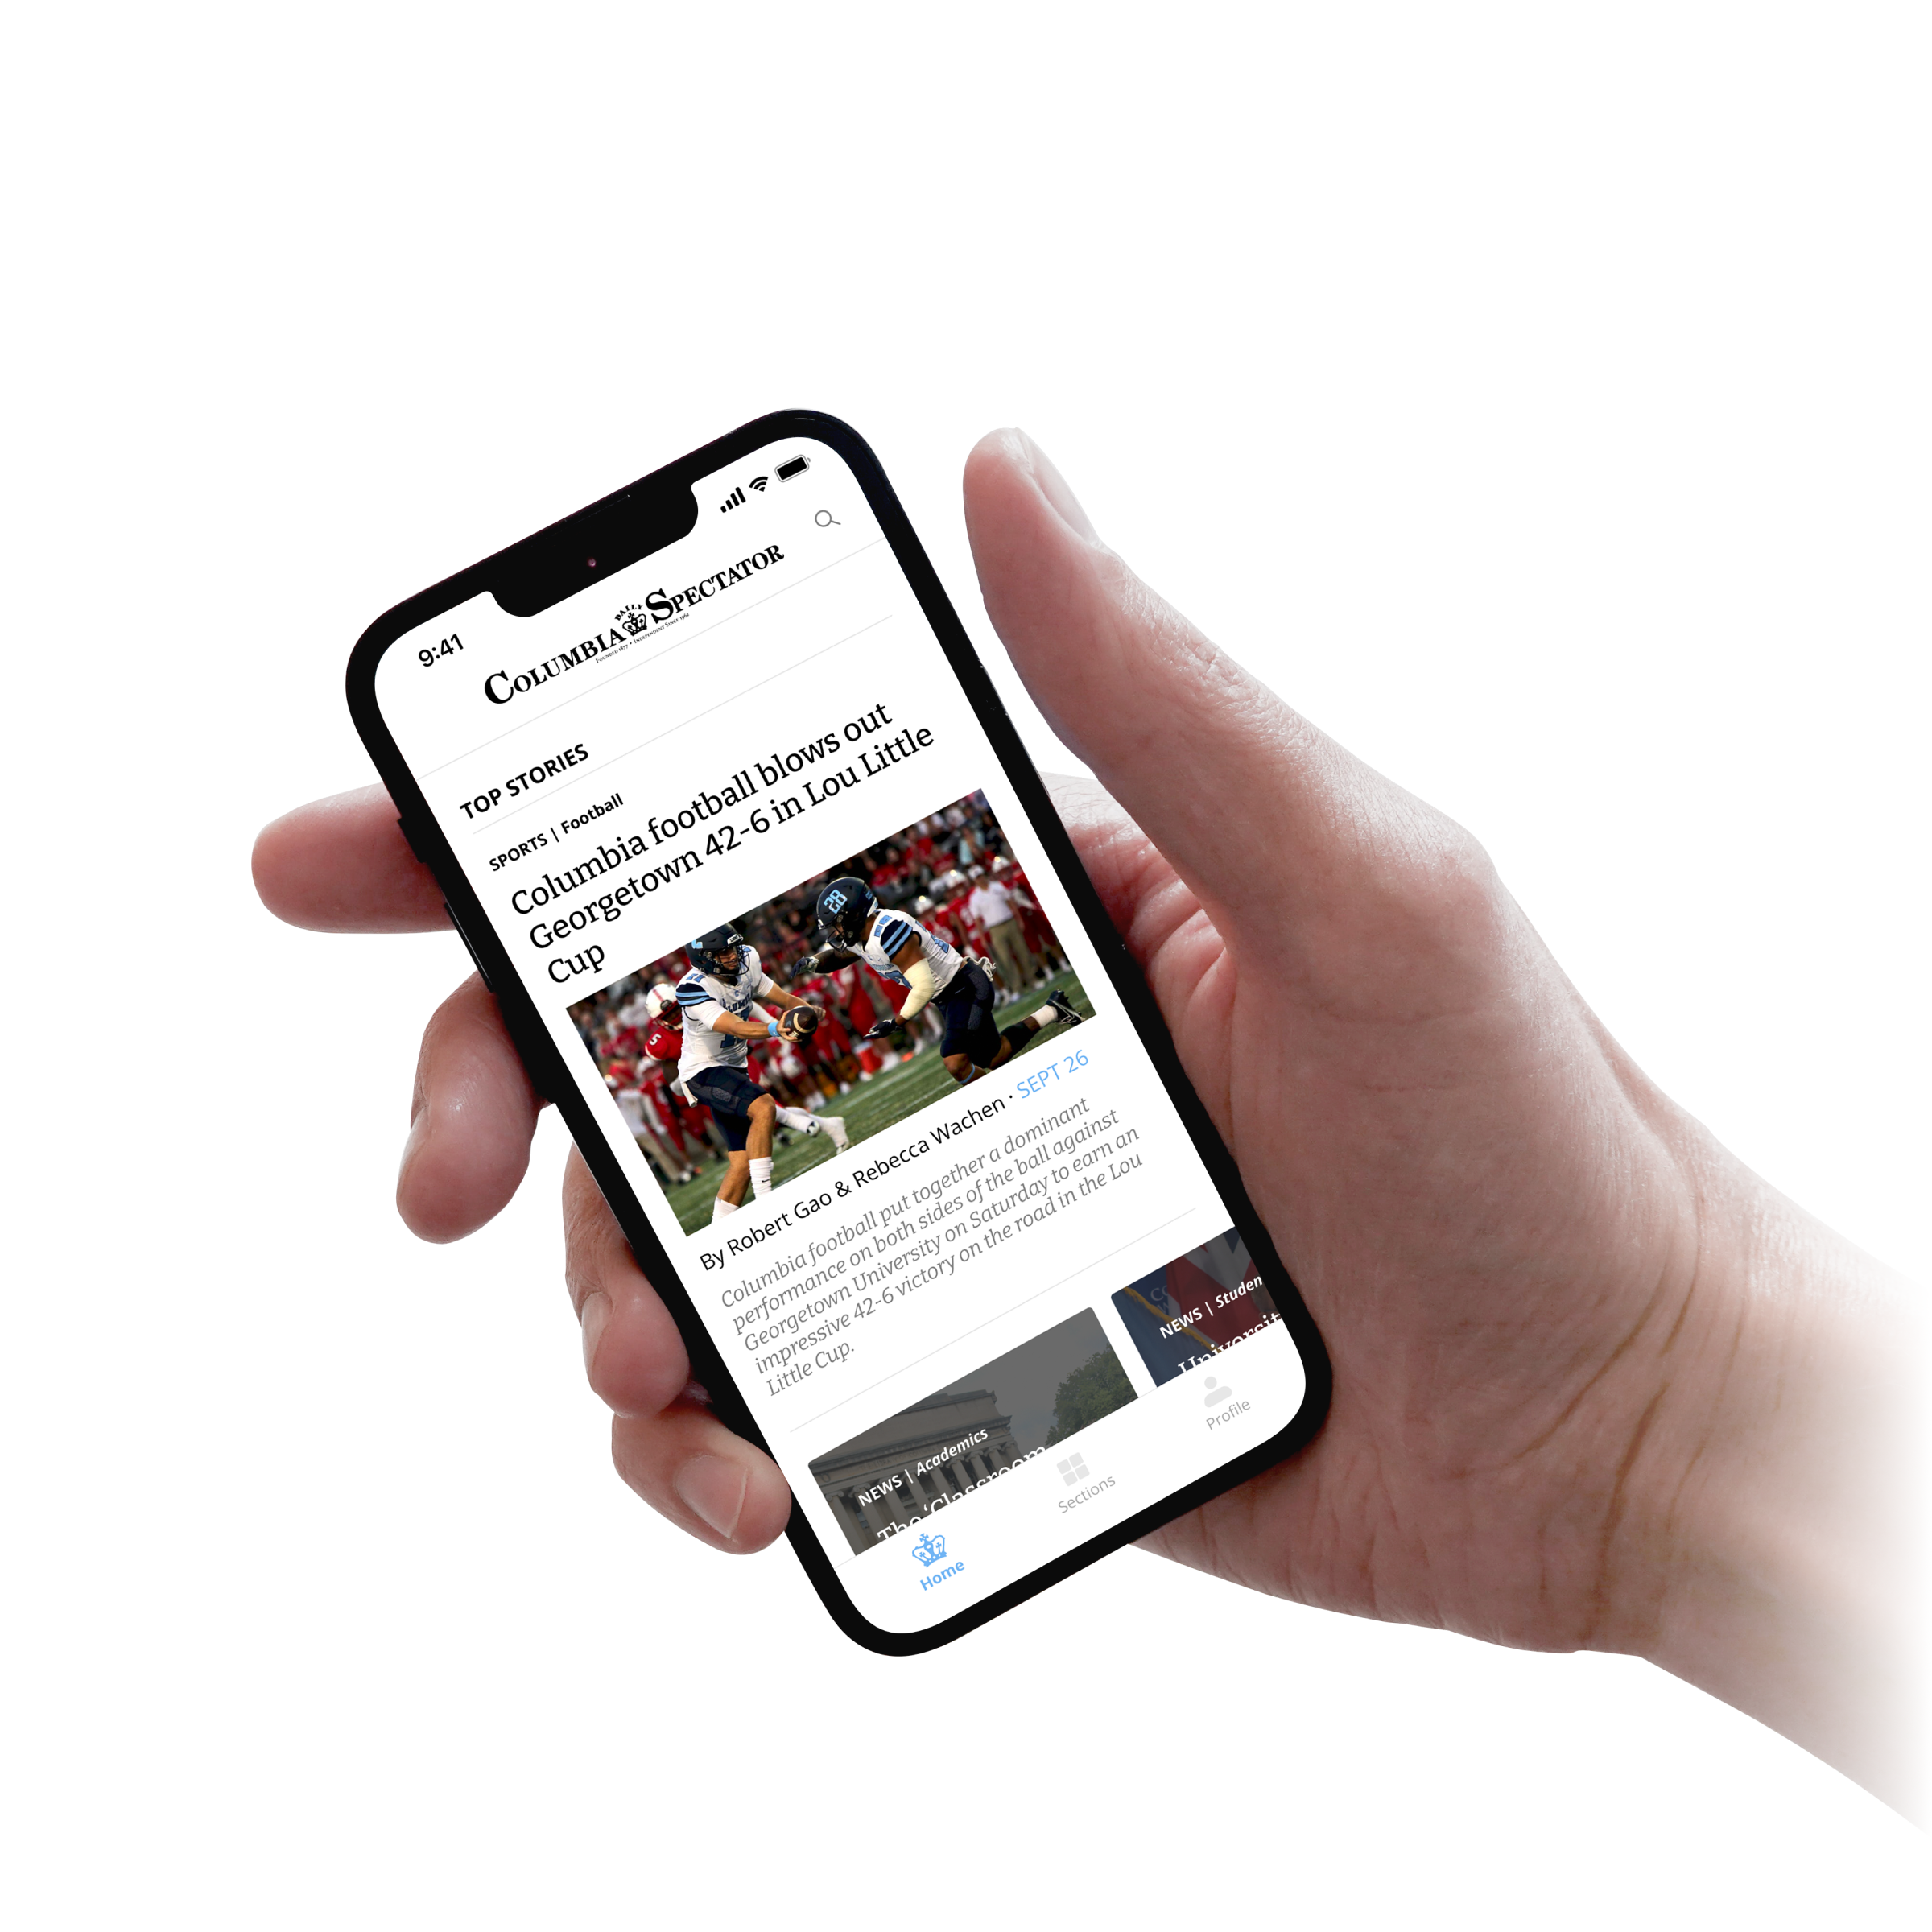 9:41
COLUMBIA DAILY SPECTATOR
FOUNDED 1877 • INDEPENDENT SINCE 1962
TOP STORIES
SPORTS | Football
Columbia football blows out
Georgetown 42-6 in Lou Little
Cup
28
5
By Robert Gao & Rebecca Wachen · SEPT 26
Columbia football put together a dominant
performance on both sides of the ball against
Georgetown University on Saturday to earn an
impressive 42-6 victory on the road in the Lou
Little Cup.
NEWS | Academics
The ‘Classroom
NEWS | Studen
Universit
Home
Sections
Profile